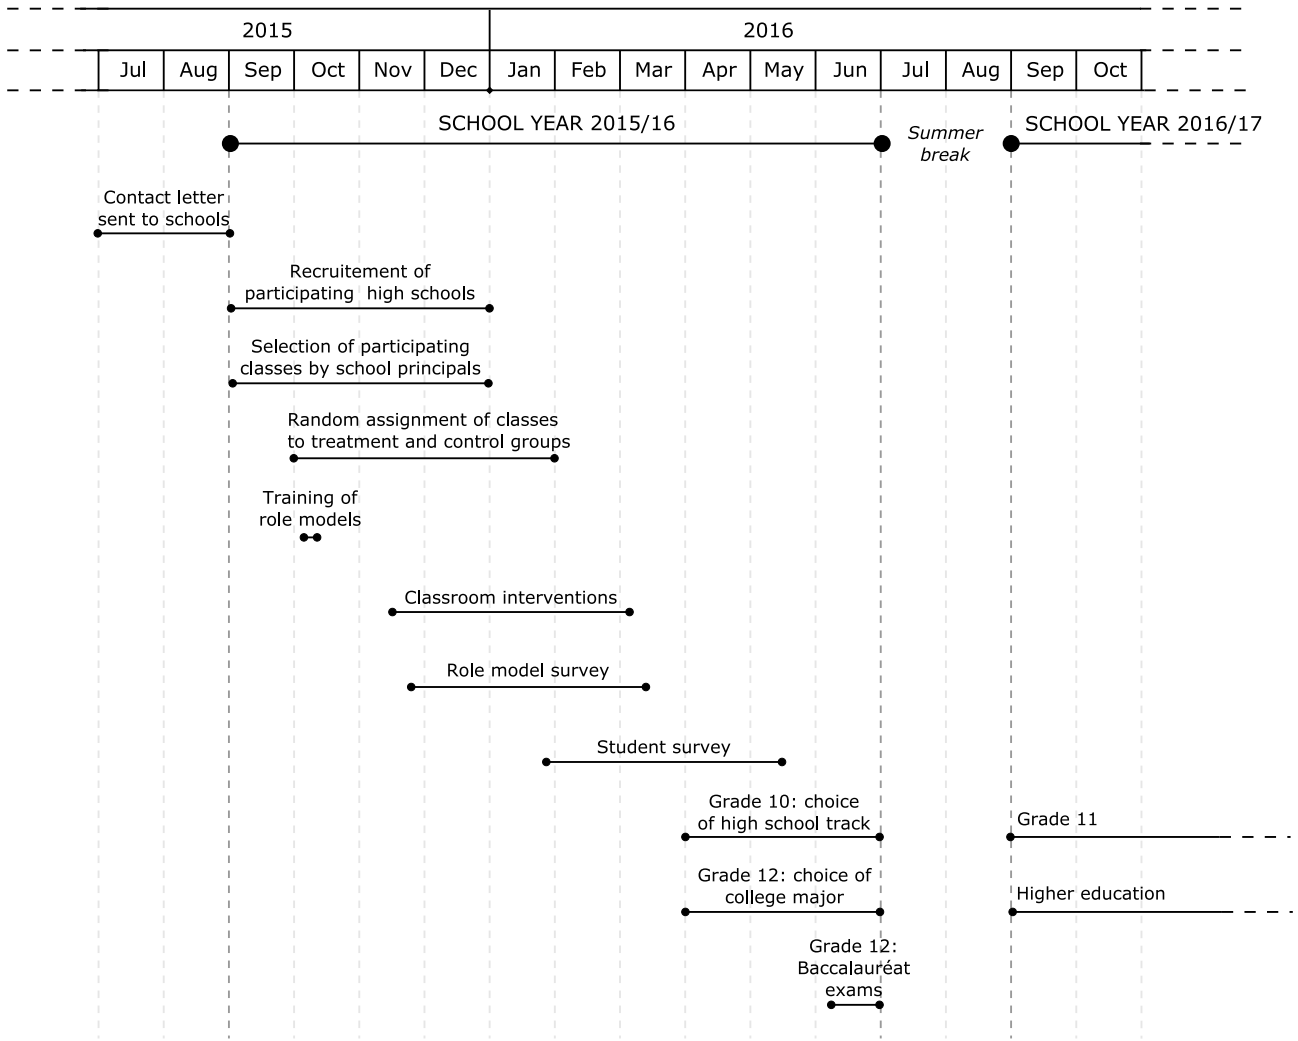 2015 2016
Jul Aug Sep Oct Nov Dec Jan Feb Mar Apr May Jun Jul Aug Sep Oct
SCHOOL YEAR 2015/16
Summer
break
SCHOOL YEAR 2016/17
Contact letter
sent to schools
Recruitement of
participating high schools
Selection of participating
classes by school principals
Random assignment of classes
to treatment and control groups
Training of
role models
Classroom interventions
Role model survey
Student survey
Grade 10: choice
of high school track
Grade 11
Grade 12: choice of
college major
Higher education
Grade 12:
Baccalauréat
exams